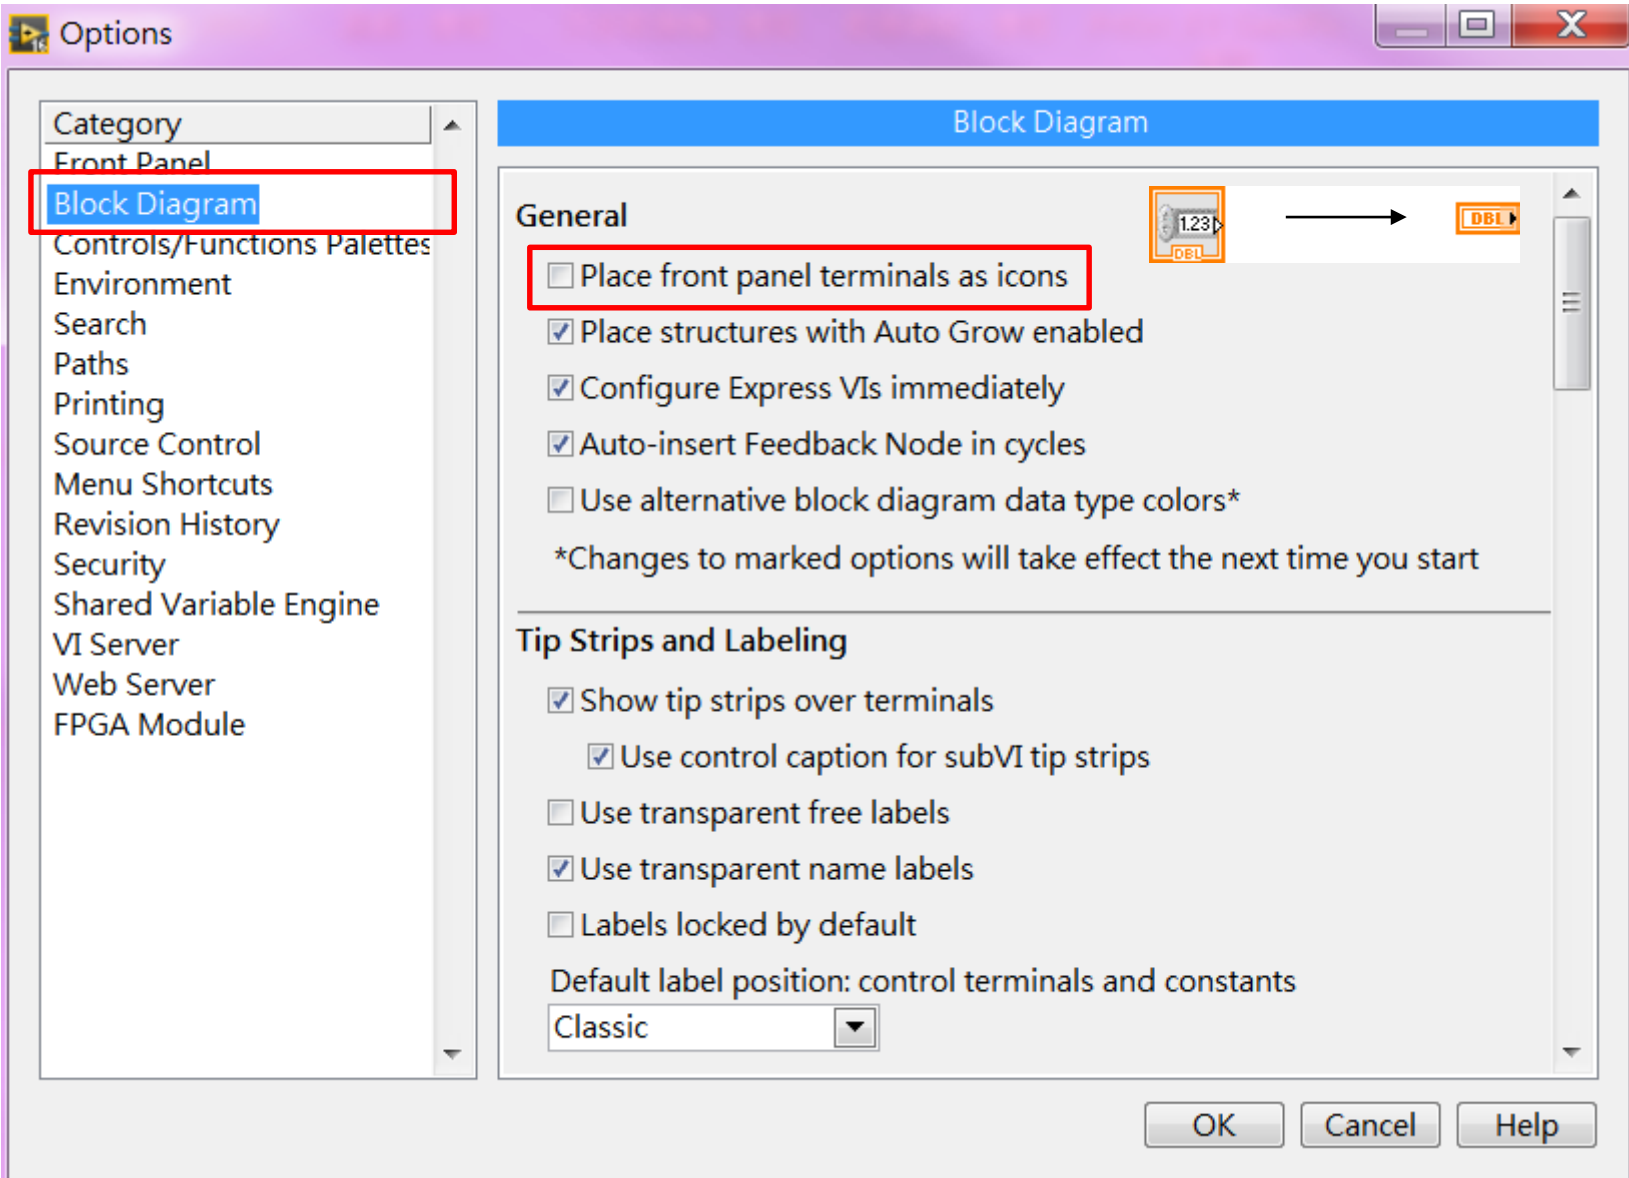 Options
Category
Front Panel
Block Diagram
Controls/Functions Palettes
Environment
Search
Paths
Printing
Source Control
Menu Shortcuts
Revision History
Security
Shared Variable Engine
VI Server
Web Server
FPGA Module
Block Diagram
General
1.23
DBL
DBL
Place front panel terminals as icons
Place structures with Auto Grow enabled
Configure Express VIs immediately
Auto-insert Feedback Node in cycles
Use alternative block diagram data type colors*
*Changes to marked options will take effect the next time you start
Tip Strips and Labeling
Show tip strips over terminals
Use control caption for subVI tip strips
Use transparent free labels
Use transparent name labels
Labels locked by default
Default label position: control terminals and constants
Classic
OK
Cancel
Help